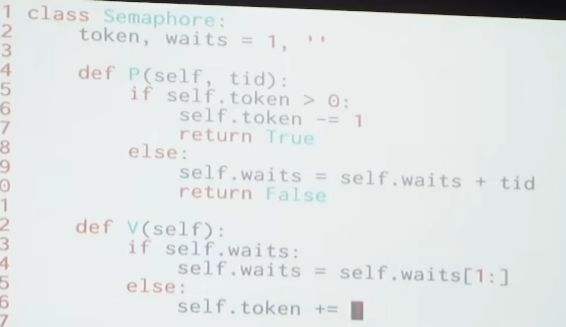 1 class Semaphore:
2     token, waits = 1, ''
3
4     def P(self, tid):
5         if self.token > 0:
6             self.token -= 1
7             return True
8         else:
9             self.waits = self.waits + tid
0             return False
1
2     def V(self):
3         if self.waits:
4             self.waits = self.waits[1:]
5         else:
6             self.token +=
7